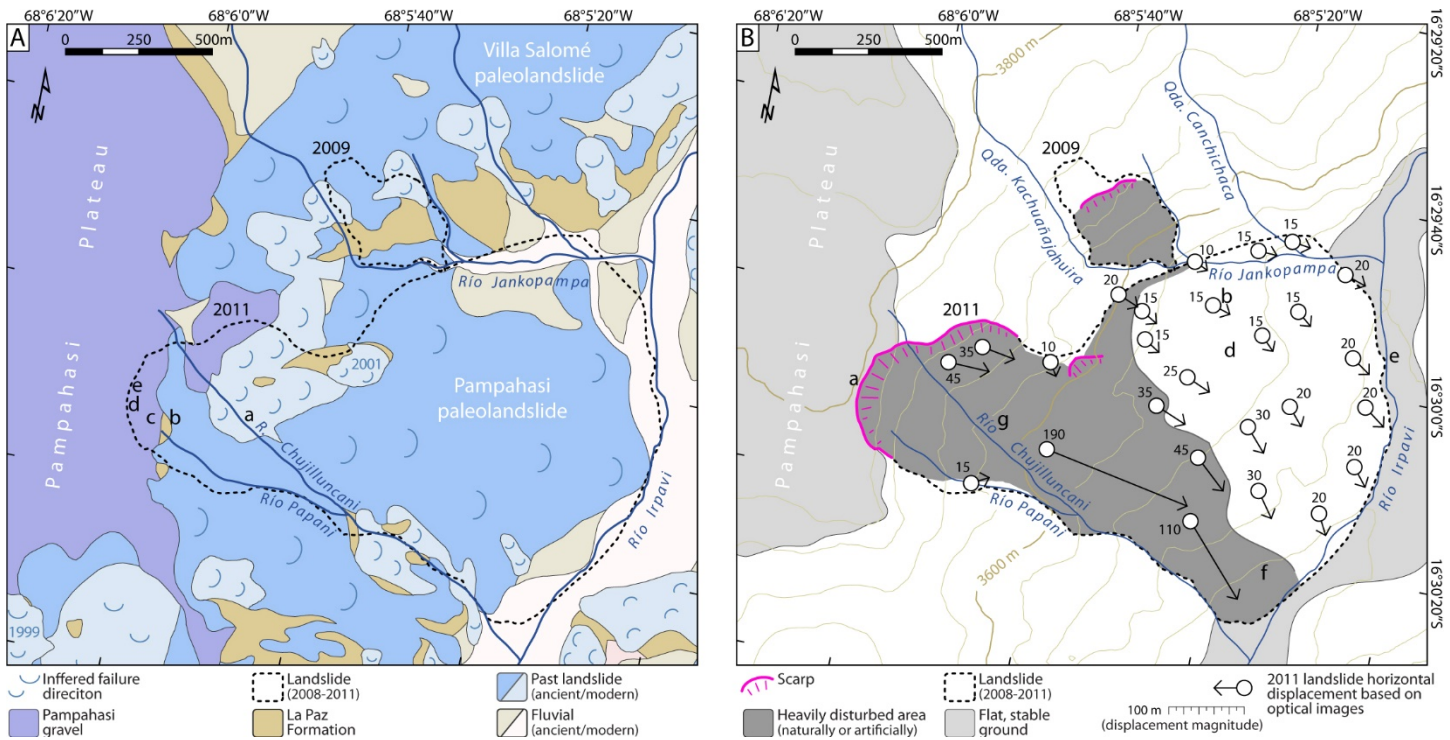 68°6'20"W 68°6'0"W 68°5'40"W 68°5'20"W
A
0 250 500m
N
Villa Salomé
paleolandslide
2009
Plateau
Pampahasi
Río Jankopampa
2011
2001
Pampahasi
paleolandslide
e
d
c b
a
R. Chujilluncani
Río Papani
Río Irpavi
1999
Inffered failure
direciton
Landslide
(2008-2011)
Past landslide
(ancient/modern)
Pampahasi
gravel
La Paz
Formation
Fluvial
(ancient/modern)
68°6'20"W 68°6'0"W 68°5'40"W 68°5'20"W
B
0 250 500m
N
3800 m
16°29'20"S
Qda. Canchichaca
2009
Qda. Kachuañajahuira
Plateau
Pampahasi
16°29'40"S
15
15
10
Río Jankopampa
20
20
15
b
15
15
2011
15
15
d
20
e
35
10
45
a
25
16°30'0"S
35
20
g
30
190
45
Río Chujilluncani
15
20
30
20
Río Papani
Río Irpavi
110
3600 m
f
16°30'20"S
Scarp
Landslide
(2008-2011)
2011 landslide horizontal
displacement based on
optical images
100 m
(displacement magnitude)
Heavily disturbed area
(naturally or artificially)
Flat, stable
ground